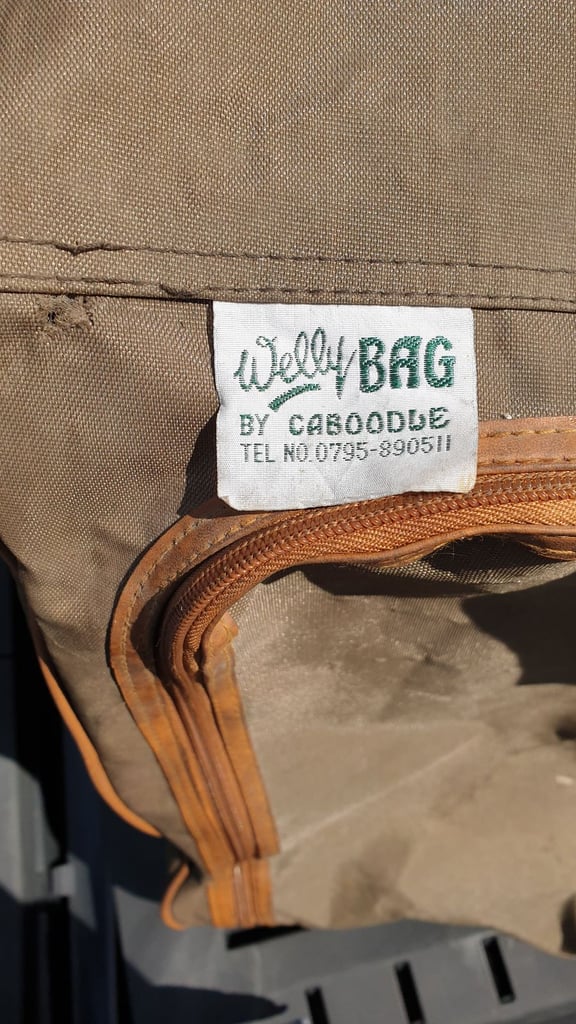 Welly BAG
BY CABOODLE
TEL NO.0795-890511